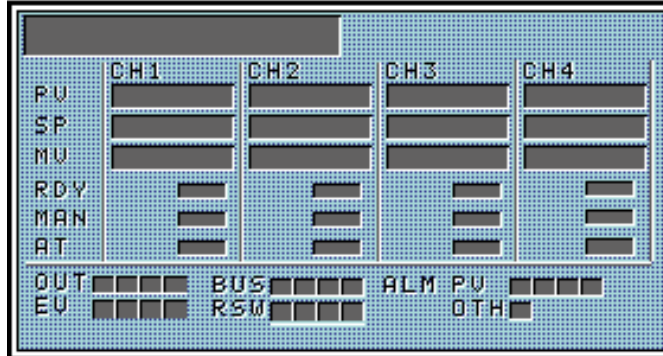 CH1 CH2 CH3 CH4
PV
SP
MV
RDY
MAN
AT
OUT BUS ALM PV
EV RSW OTH